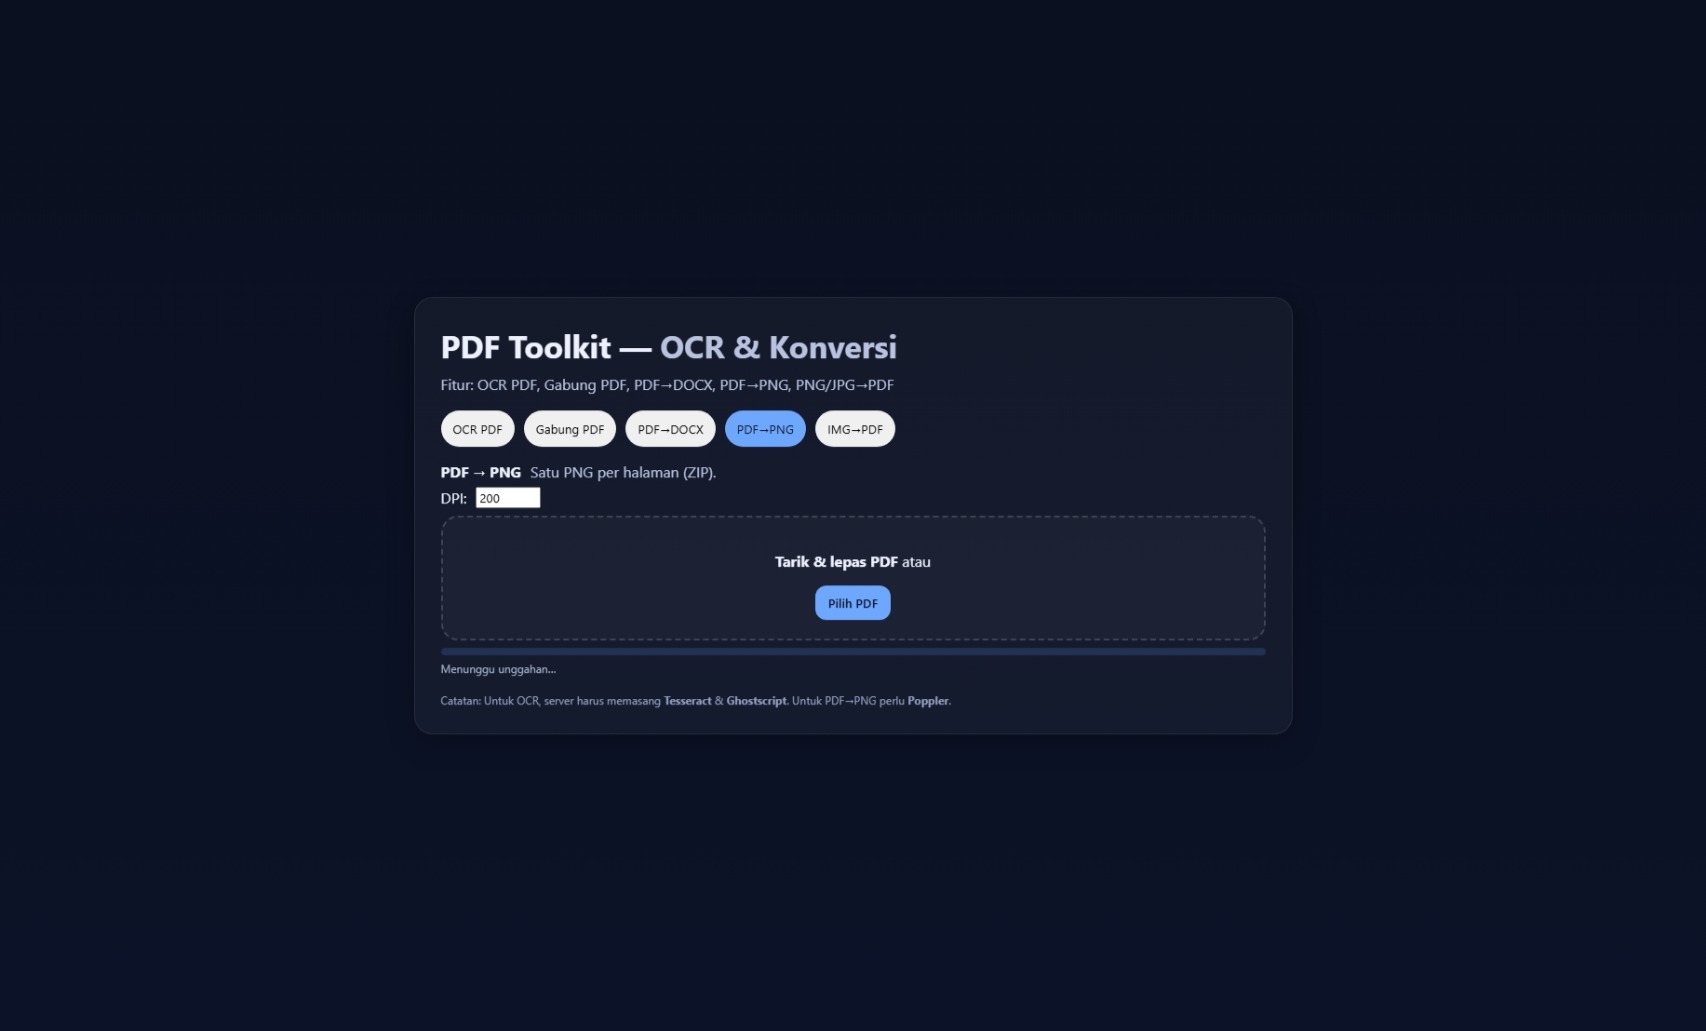 PDF Toolkit — OCR & Konversi
Fitur: OCR PDF, Gabung PDF, PDF→DOCX, PDF→PNG, PNG/JPG→PDF
OCR PDF Gabung PDF PDF→DOCX PDF→PNG IMG→PDF
PDF → PNG Satu PNG per halaman (ZIP).
DPI: 200
Tarik & lepas PDF atau
Pilih PDF
Menunggu unggahan...
Catatan: Untuk OCR, server harus memasang Tesseract & Ghostscript. Untuk PDF→PNG perlu Poppler.